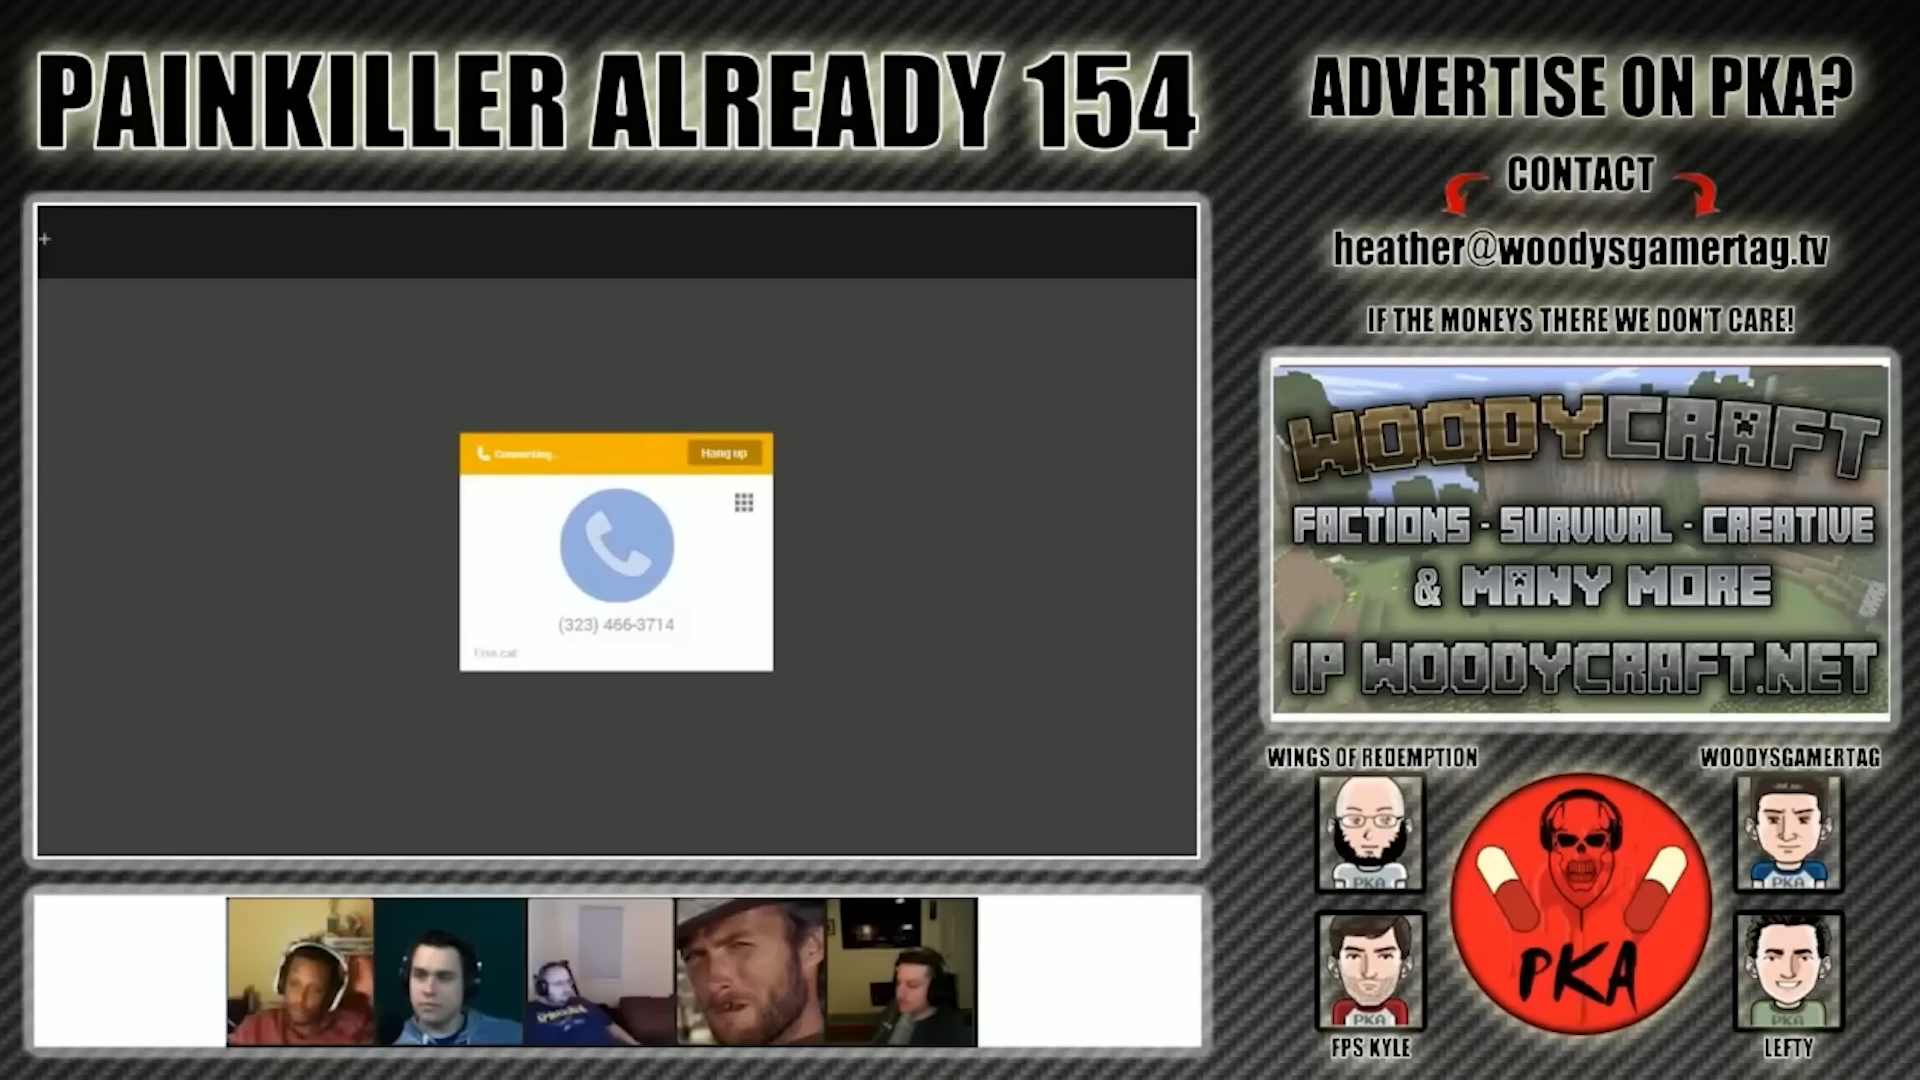 PAINKILLER ALREADY 154
ADVERTISE ON PKA?
CONTACT
heather@woodysgamertag.tv
IF THE MONEYS THERE WE DON'T CARE!
+
Connecting...
Hang up
(323) 466-3714
WOODYCRAFT
FACTIONS - SURVIVAL - CREATIVE
& MANY MORE
IP WOODYCRAFT.NET
WINGS OF REDEMPTION
WOODYSGAMERTAG
PKA
PKA
PKA
PKA
PKA
FPS KYLE
LEFTY